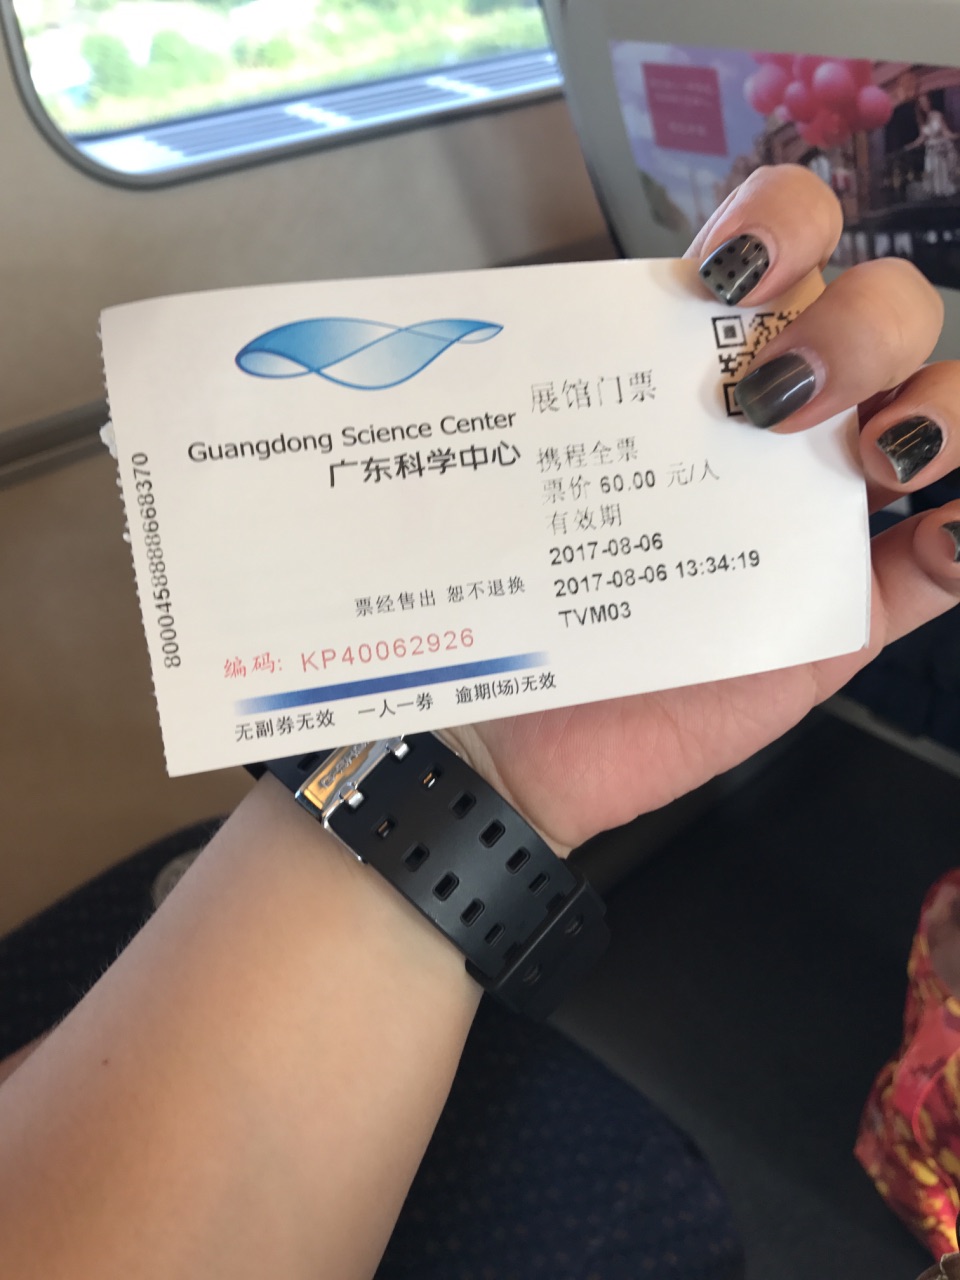 Guangdong Science Center
广东科学中心
展馆门票
携程全票
票价 60.00 元/人
有效期
2017-08-06
2017-08-06 13:34:19
TVM03
票经售出 恕不退换
编码: KP40062926
无副券无效 一人一券 逾期(场)无效
8000458888668370